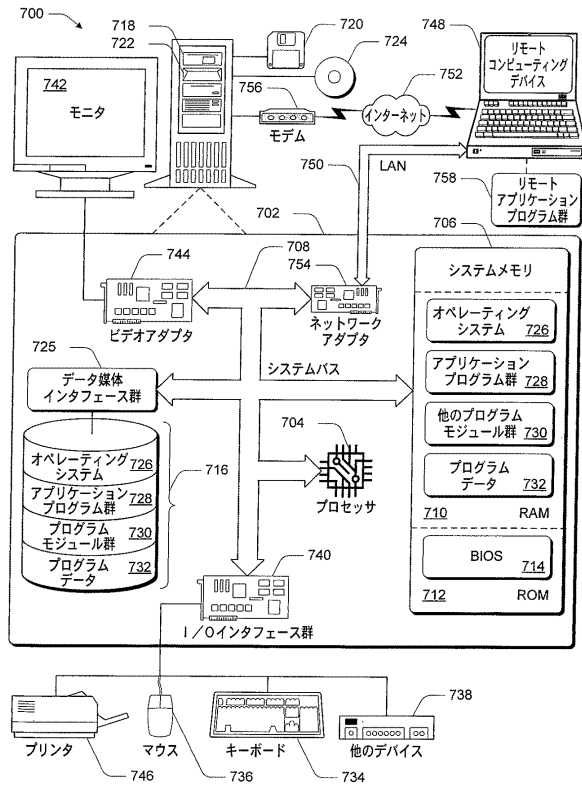 700
718
722
720
724
742
モニタ
756
モデム
752
インターネット
748
リモート
コンピューティング
デバイス
750
LAN
758
リモート
アプリケーション
プログラム群
702
706
744
ビデオアダプタ
708
754
ネットワーク
アダプタ
システムメモリ
オペレーティング
システム 726
アプリケーション
プログラム群 728
他のプログラム
モジュール群 730
プログラム
データ 732
710 RAM
BIOS 714
712 ROM
725
データ媒体
インタフェース群
システムバス
704
プロセッサ
オペレーティング
システム 726
アプリケーション
プログラム群 728
プログラム
モジュール群 730
プログラム
データ 732
716
740
I/Oインタフェース群
プリンタ
746
マウス
736
キーボード
734
738
他のデバイス